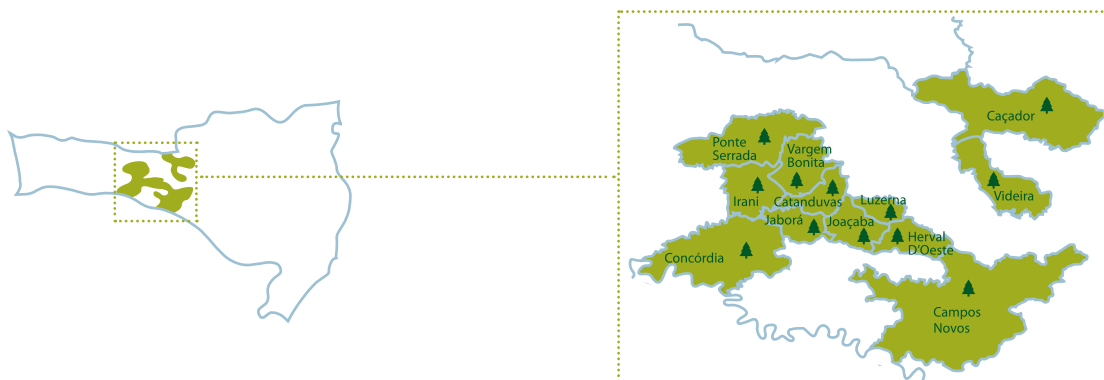 Caçador
Ponte
Serrada
Vargem
Bonita
Videira
Irani
Catanduvas
Luzerna
Jaborá
Joaçaba
Herval
D'Oeste
Concórdia
Campos
Novos